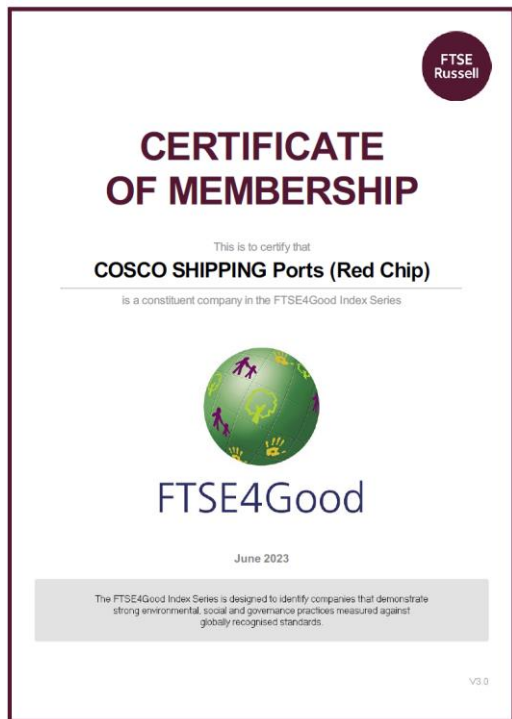 FTSE
Russell
CERTIFICATE
OF MEMBERSHIP
This is to certify that
COSCO SHIPPING Ports (Red Chip)
is a constituent company in the FTSE4Good Index Series
FTSE4Good
June 2023
The FTSE4Good Index Series is designed to identify companies that demonstrate
strong environmental, social and governance practices measured against
globally recognised standards.
V3.0